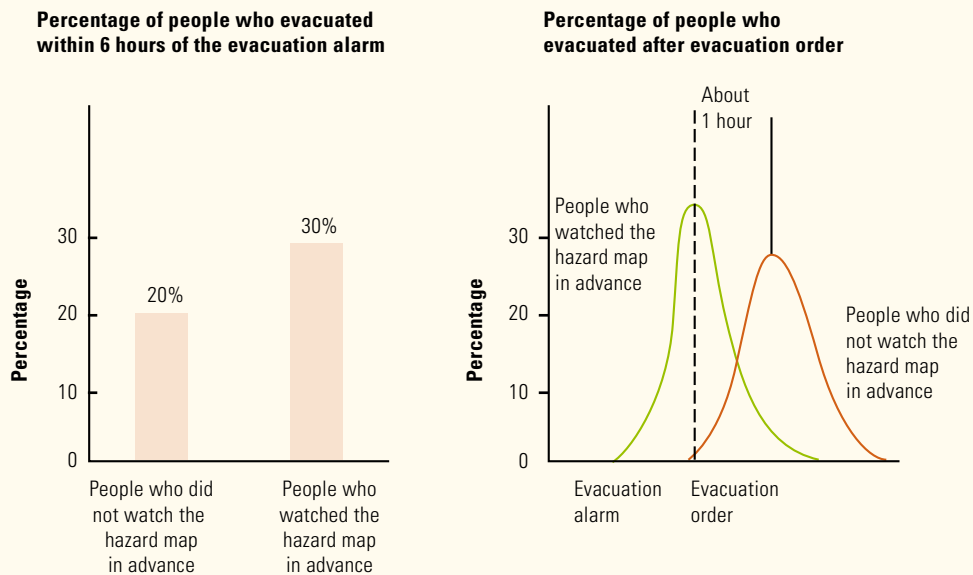 Percentage of people who evacuated
within 6 hours of the evacuation alarm
Percentage
30
20
10
0
20%
30%
People who did
not watch the
hazard map
in advance
People who
watched the
hazard map
in advance
Percentage of people who
evacuated after evacuation order
Percentage
30
20
10
0
About
1 hour
People who
watched the
hazard map
in advance
People who did
not watch the
hazard map
in advance
Evacuation
alarm
Evacuation
order